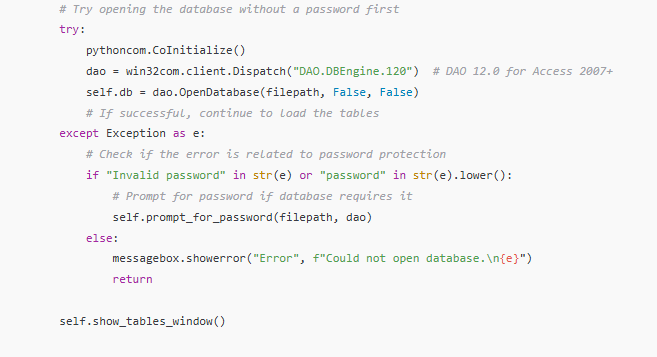 # Try opening the database without a password first
try:
    pythoncom.CoInitialize()
    dao = win32com.client.Dispatch("DAO.DBEngine.120")  # DAO 12.0 for Access 2007+
    self.db = dao.OpenDatabase(filepath, False, False)
    # If successful, continue to load the tables
except Exception as e:
    # Check if the error is related to password protection
    if "Invalid password" in str(e) or "password" in str(e).lower():
        # Prompt for password if database requires it
        self.prompt_for_password(filepath, dao)
    else:
        messagebox.showerror("Error", f"Could not open database.\n{e}")
        return

self.show_tables_window()